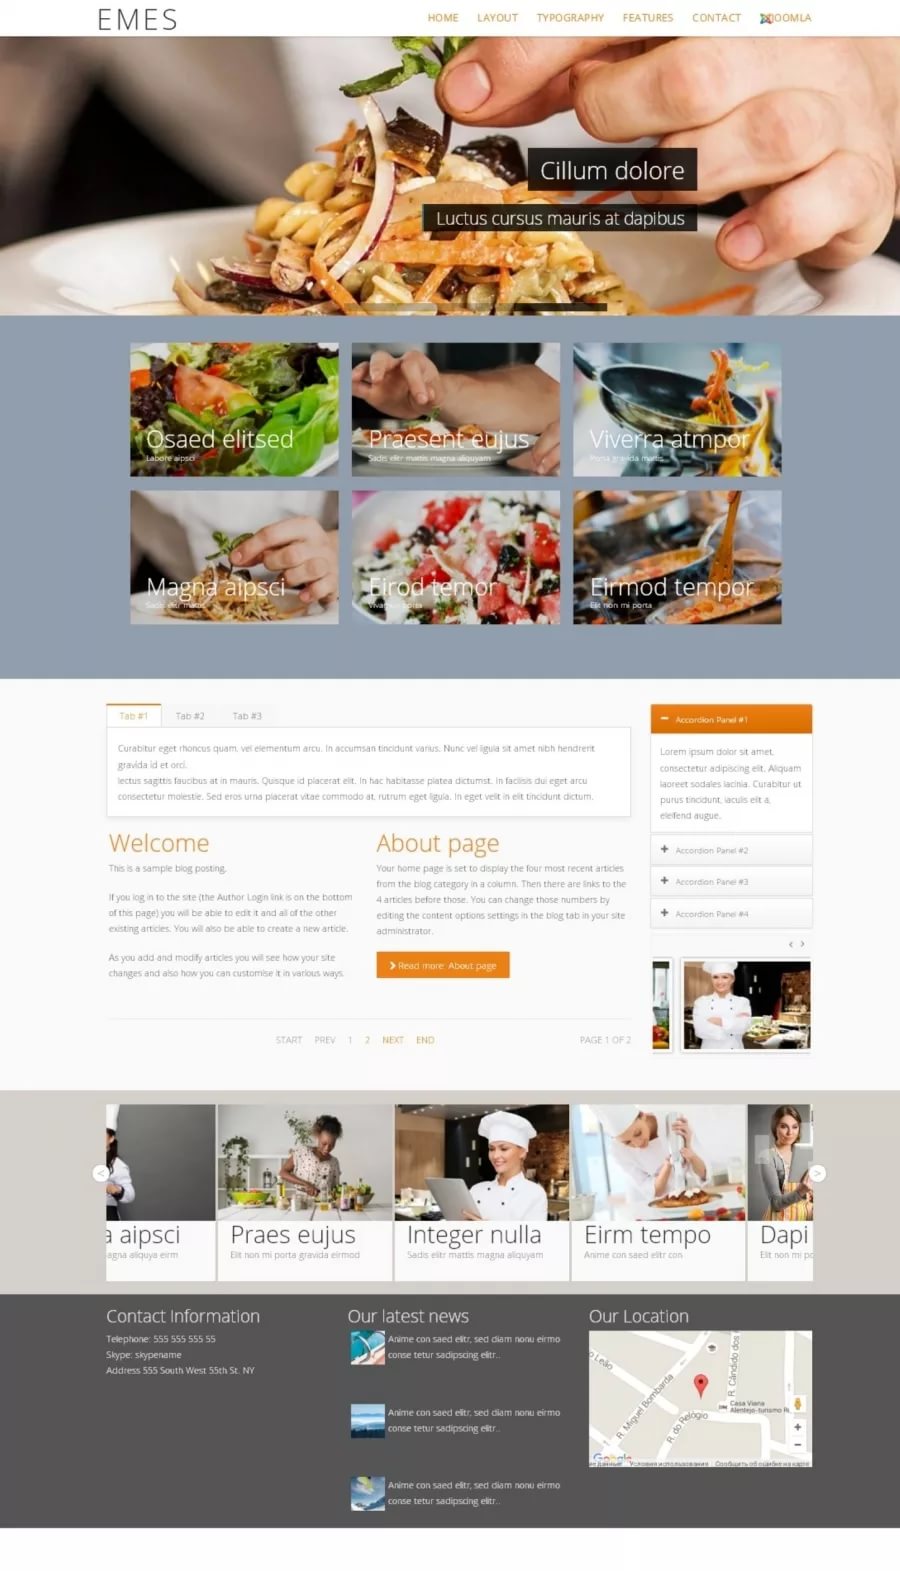 EMES
HOME LAYOUT TYPOGRAPHY FEATURES CONTACT JOOMLA
Cillum dolore
Luctus cursus mauris at dapibus
Osaed elitsed
Labore aipsci
Praesent eujus
Sadis elitr mattis magna aliquyam
Viverra atmpor
Porta gravida mattis
Magna aipsci
Sadis elitr mattis
Eirod temor
Eirmod tempor
Elit non mi porta
Tab #1 Tab #2 Tab #3
Curabitur eget rhoncus quam, vel elementum arcu. In accumsan tincidunt varius. Nunc vel ligula sit amet nibh hendrerit
gravida id et orci.
lectus sagittis faucibus at in mauris. Quisque id placerat elit. In hac habitasse platea dictumst. In facilisis dui eget arcu
consectetur molestie. Sed eros urna placerat vitae commodo at, rutrum eget ligula. In eget velit in elit tincidunt dictum.
Welcome
This is a sample blog posting.
If you log in to the site (the Author Login link is on the bottom
of this page) you will be able to edit it and all of the other
existing articles. You will also be able to create a new article.
As you add and modify articles you will see how your site
changes and also how you can customise it in various ways.
About page
Your home page is set to display the four most recent articles
from the blog category in a column. Then there are links to the
4 articles before those. You can change those numbers by
editing the content options settings in the blog tab in your site
administrator.
Read more: About page
START PREV 1 2 NEXT END
PAGE 1 OF 2
Accordion Panel #1
Lorem ipsum dolor sit amet,
consectetur adipiscing elit. Aliquam
laoreet sodales lacinia. Curabitur ut
purus tincidunt, iaculis elit a,
eleifend augue.
Accordion Panel #2
Accordion Panel #3
Accordion Panel #4
a aipsci
agna aliquya eirm
Praes eujus
Elit non mi porta gravida eirmod
Integer nulla
Sadis elitr mattis magna aliquyam
Eirm tempo
Anime con saed elitr con
Dapi
Elit non mi po
Contact Information
Telephone: 555 555 555 55
Skype: skypename
Address 555 South West 55th St. NY
Our latest news
Anime con saed elitr, sed diam nonu eirmo
conse tetur sadipscing elitr..
Anime con saed elitr, sed diam nonu eirmo
conse tetur sadipscing elitr..
Anime con saed elitr, sed diam nonu eirmo
conse tetur sadipscing elitr..
Our Location
Leão
R. Miguel Bombarda
R. do Relógio
R. Cândido dos
Casa Viana
Alentejo-turismo R
Google
ие данные Условия использования Сообщить об ошибке на карте